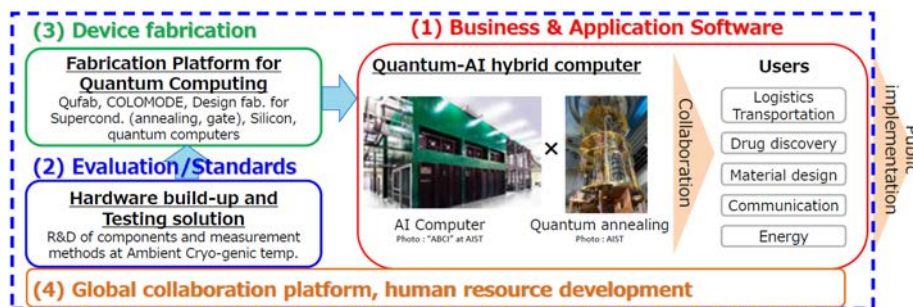 (3) Device fabrication
Fabrication Platform for
Quantum Computing
Qufab, COLOMODE, Design fab. for
Supercond. (annealing, gate), Silicon,
quantum computers
(2) Evaluation/Standards
Hardware build-up and
Testing solution
R&D of components and measurement
methods at Ambient Cryo-genic temp.
(1) Business & Application Software
Quantum-AI hybrid computer
×
AI Computer
Photo : "ABCI" at AIST
Quantum annealing
Photo : AIST
Collaboration
Users
Logistics
Transportation
Drug discovery
Material design
Communication
Energy
Public
implementation
(4) Global collaboration platform, human resource development